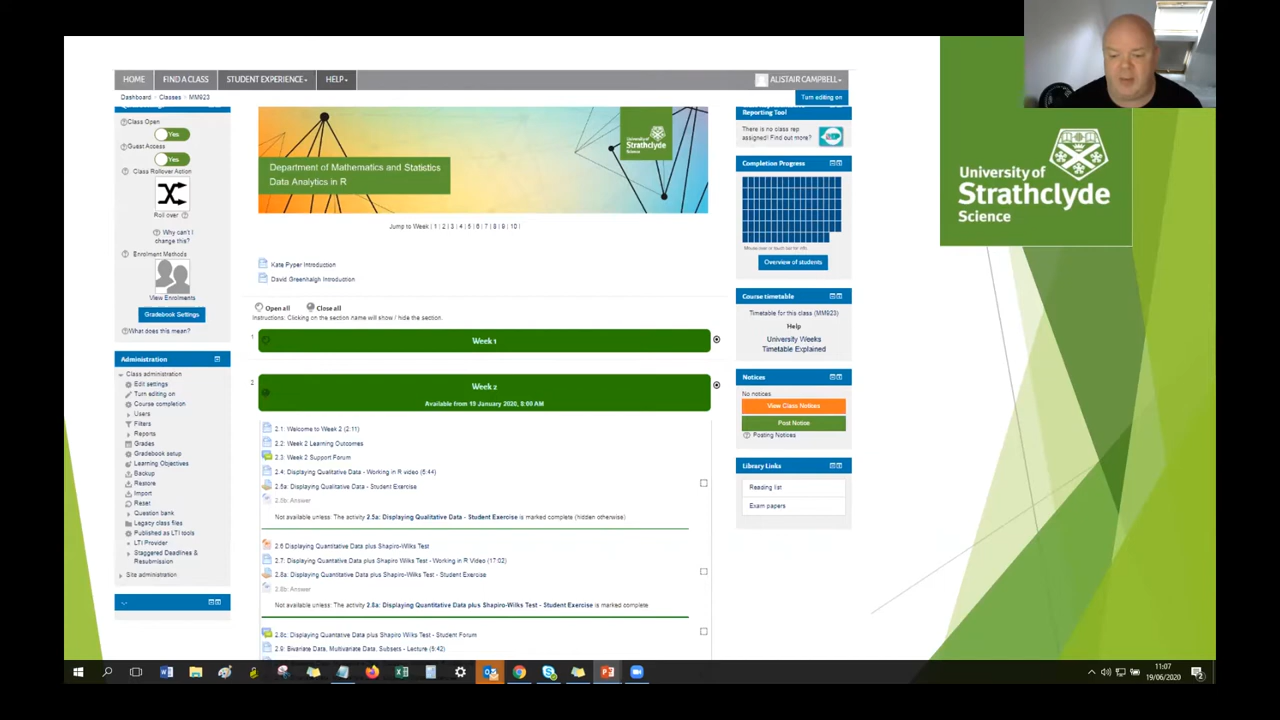 HOME FIND A CLASS STUDENT EXPERIENCE HELP ALISTAIR CAMPBELL
Dashboard Classes MM923
Turn editing on
Class Open
Yes
Guest Access
Yes
Class Rollover Action
Roll over
Why can't I
change this?
Enrolment Methods
View Enrolments
Gradebook Settings
What does this mean?
Administration
Class administration
Edit settings
Turn editing on
Course completion
Users
Filters
Reports
Grades
Gradebook setup
Learning Objectives
Backup
Restore
Import
Reset
Question bank
Legacy class files
Published as LTI tools
LTI Provider
Staggered Deadlines &
Resubmission
Site administration
Department of Mathematics and Statistics
Data Analytics in R
University of
Strathclyde
Science
Jump to Week | 1 | 2 | 3 | 4 | 5 | 6 | 7 | 8 | 9 | 10 |
Kate Pyper Introduction
David Greenhalgh Introduction
Open all Close all
Instructions: Clicking on the section name will show / hide the section.
1 Week 1
2 Week 2
Available from 19 January 2020, 8:00 AM
2.1: Welcome to Week 2 (2:11)
2.2: Week 2 Learning Outcomes
2.3: Week 2 Support Forum
2.4: Displaying Qualitative Data - Working in R video (6:44)
2.5a: Displaying Qualitative Data - Student Exercise
2.5b: Answer
Not available unless: The activity 2.5a: Displaying Qualitative Data - Student Exercise is marked complete (hidden otherwise)
2.6 Displaying Quantitative Data plus Shapiro-Wilks Test
2.7: Displaying Quantitative Data plus Shapiro Wilks Test - Working in R Video (17:02)
2.8a: Displaying Quantitative Data plus Shapiro-Wilks Test - Student Exercise
2.8b: Answer
Not available unless: The activity 2.8a: Displaying Quantitative Data plus Shapiro-Wilks Test - Student Exercise is marked complete
2.8c: Displaying Quantitative Data plus Shapiro Wilks Test - Student Forum
2.9: Bivariate Data, Multivariate Data, Subsets - Lecture (5:42)
Reporting Tool
There is no class rep
assigned! Find out more?
Completion Progress
Mouse over or touch bar for info.
Overview of students
Course timetable
Timetable for this class (MM923)
Help
University Weeks
Timetable Explained
Notices
No notices
View Class Notices
Post Notice
Posting Notices
Library Links
Reading list
Exam papers
University of
Strathclyde
Science
11:07
19/06/2020